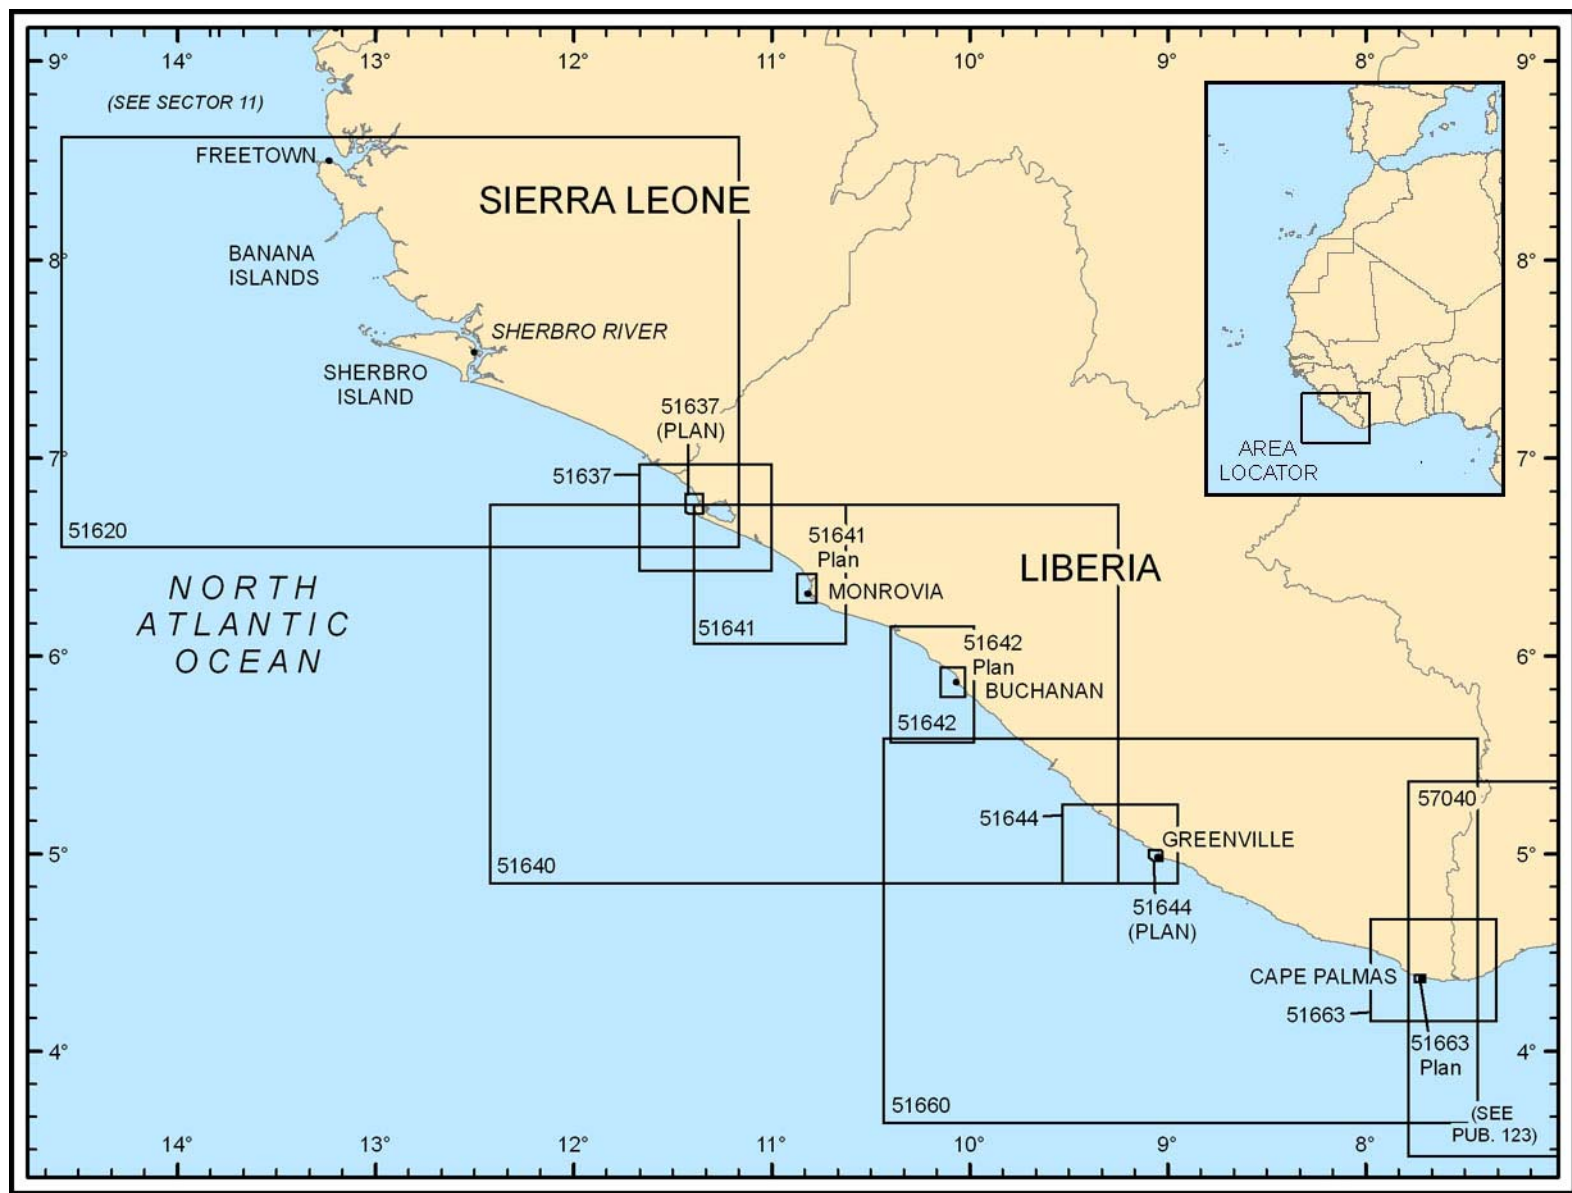 14°
13°
12°
11°
10°
9°
8°
9°
9°
(SEE SECTOR 11)
FREETOWN
SIERRA LEONE
BANANA
ISLANDS
8°
8°
SHERBRO RIVER
SHERBRO
ISLAND
51637
(PLAN)
AREA
LOCATOR
7°
7°
51637
51620
51641
Plan
LIBERIA
MONROVIA
NORTH
ATLANTIC
OCEAN
51641
6°
6°
51642
Plan
BUCHANAN
51642
57040
51644
GREENVILLE
5°
5°
51640
51644
(PLAN)
CAPE PALMAS
51663
51663
Plan
4°
4°
51660
(SEE
PUB. 123)
14°
13°
12°
11°
10°
9°
8°